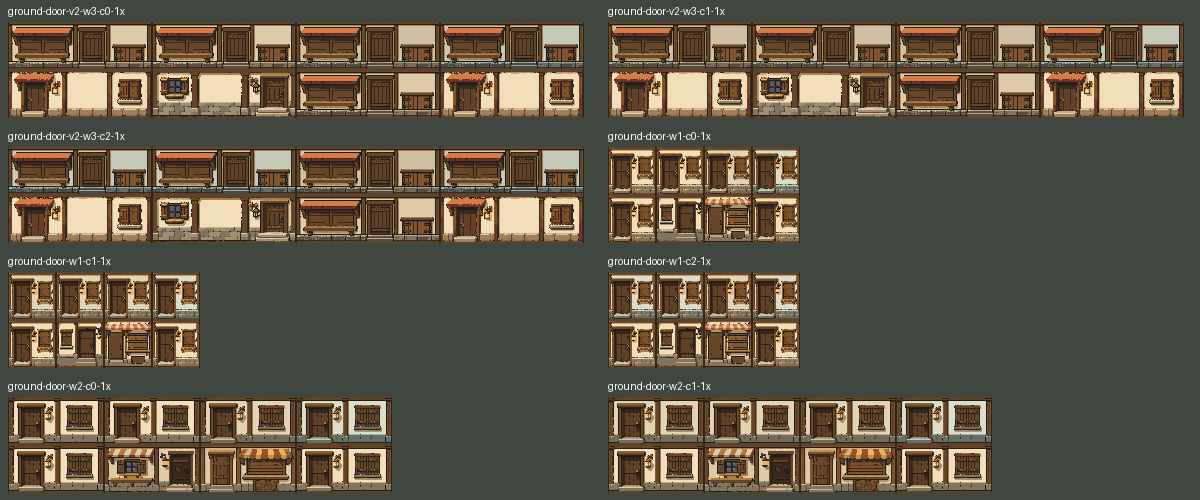 ground-door-v2-w3-c0-1x
ground-door-v2-w3-c1-1x
ground-door-v2-w3-c2-1x
ground-door-w1-c0-1x
ground-door-w1-c1-1x
ground-door-w1-c2-1x
ground-door-w2-c0-1x
ground-door-w2-c1-1x